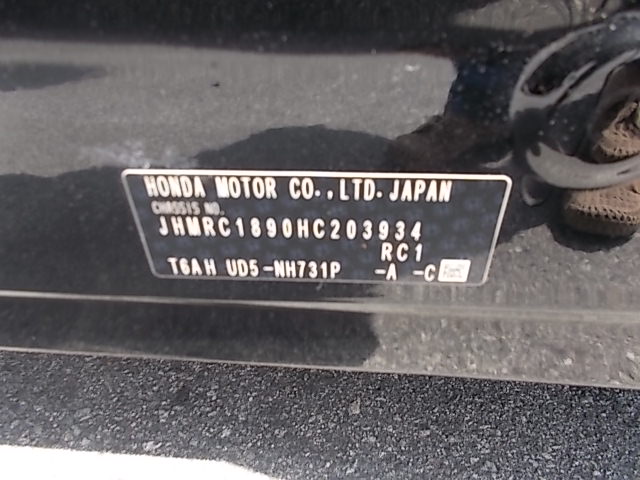 HONDA MOTOR CO.,LTD.JAPAN
CHASSIS NO.
JHMRC1890HC203934
RC1
T6AH UD5-NH731P -A -C